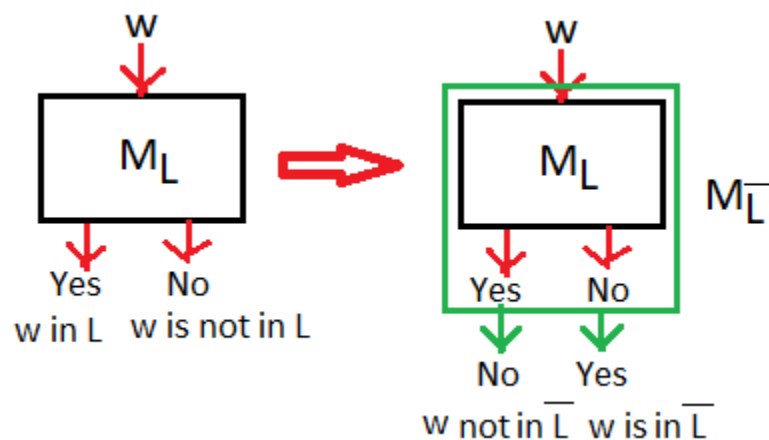 w
M_L
Yes No
w in L w is not in L
w
M_L
M_L̅
Yes No
No Yes
w not in L̅ w is in L̅